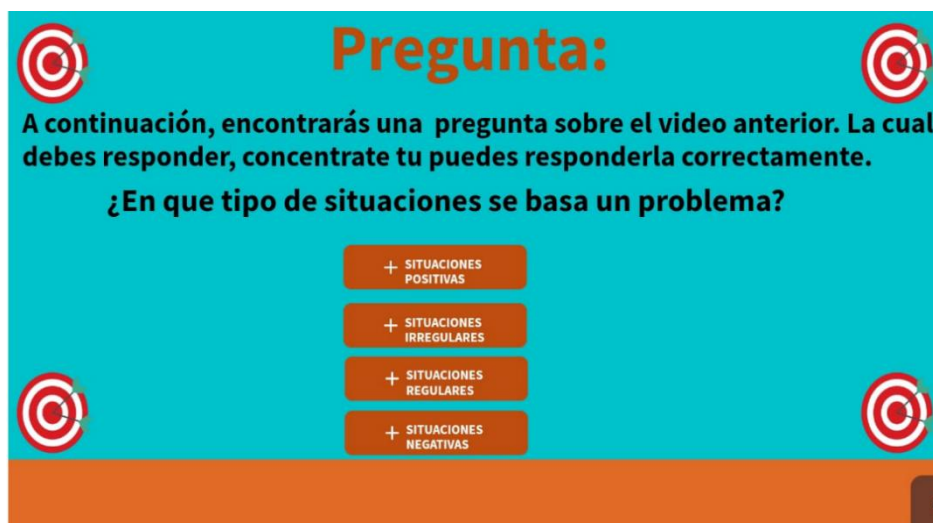 Pregunta:
A continuación, encontrarás una pregunta sobre el video anterior. La cual
debes responder, concentrate tu puedes responderla correctamente.
¿En que tipo de situaciones se basa un problema?
+ SITUACIONES
POSITIVAS
+ SITUACIONES
IRREGULARES
+ SITUACIONES
REGULARES
+ SITUACIONES
NEGATIVAS